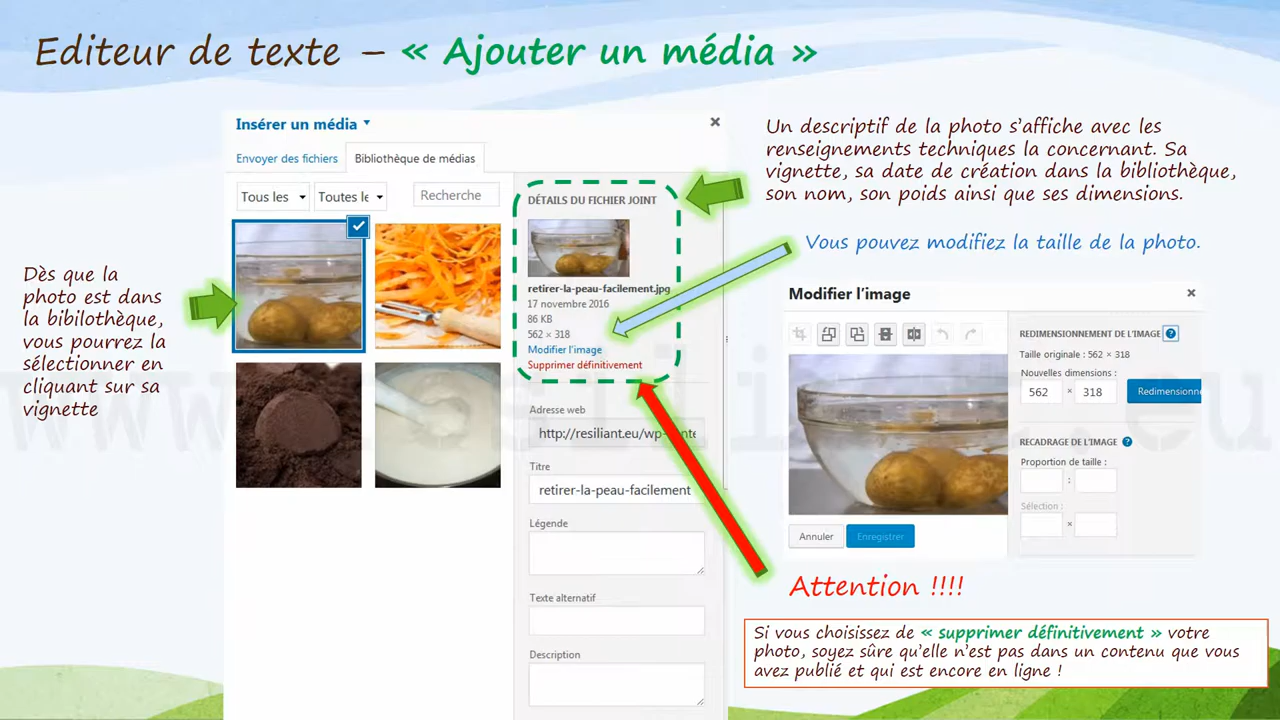 Editeur de texte – « Ajouter un média »
Insérer un média
Envoyer des fichiers
Bibliothèque de médias
Tous les
Toutes le
Recherche
Dès que la
photo est dans
la bibilothèque,
vous pourrez la
sélectionner en
cliquant sur sa
vignette
DÉTAILS DU FICHIER JOINT
retirer-la-peau-facilement.jpg
17 novembre 2016
86 KB
562 × 318
Modifier l'image
Supprimer définitivement
Adresse web
http://resiliant.eu/wp-conte
Titre
retirer-la-peau-facilement
Légende
Texte alternatif
Description
Un descriptif de la photo s'affiche avec les
renseignements techniques la concernant. Sa
vignette, sa date de création dans la bibliothèque,
son nom, son poids ainsi que ses dimensions.
Vous pouvez modifiez la taille de la photo.
Modifier l'image
REDIMENSIONNEMENT DE L'IMAGE
Taille originale : 562 × 318
Nouvelles dimensions :
562 × 318 Redimensionne
RECADRAGE DE L'IMAGE
Proportion de taille :
:
Sélection :
×
Annuler
Enregistrer
Attention !!!!
Si vous choisissez de « supprimer définitivement » votre
photo, soyez sûre qu'elle n'est pas dans un contenu que vous
avez publié et qui est encore en ligne !